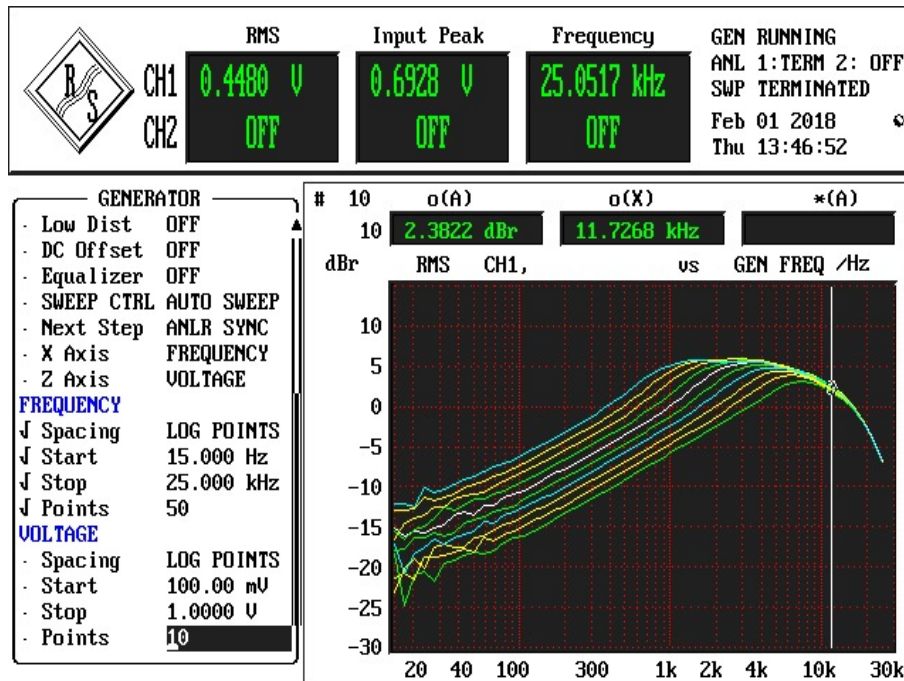 RMS Input Peak Frequency
R S
CH1 0.4480 V 0.6928 V 25.0517 kHz
CH2 OFF OFF OFF
GEN RUNNING
ANL 1:TERM 2: OFF
SWP TERMINATED
Feb 01 2018
Thu 13:46:52
GENERATOR
· Low Dist OFF
· DC Offset OFF
· Equalizer OFF
· SWEEP CTRL AUTO SWEEP
· Next Step ANLR SYNC
· X Axis FREQUENCY
· Z Axis VOLTAGE
FREQUENCY
√ Spacing LOG POINTS
√ Start 15.000 Hz
√ Stop 25.000 kHz
√ Points 50
VOLTAGE
· Spacing LOG POINTS
· Start 100.00 mV
· Stop 1.0000 V
· Points 10
# 10 o(A) o(X) *(A)
10 2.3822 dBr 11.7268 kHz
dBr RMS CH1, vs GEN FREQ /Hz
10
5
0
-5
-10
-15
-20
-25
-30
20 40 100 300 1k 2k 4k 10k 30k